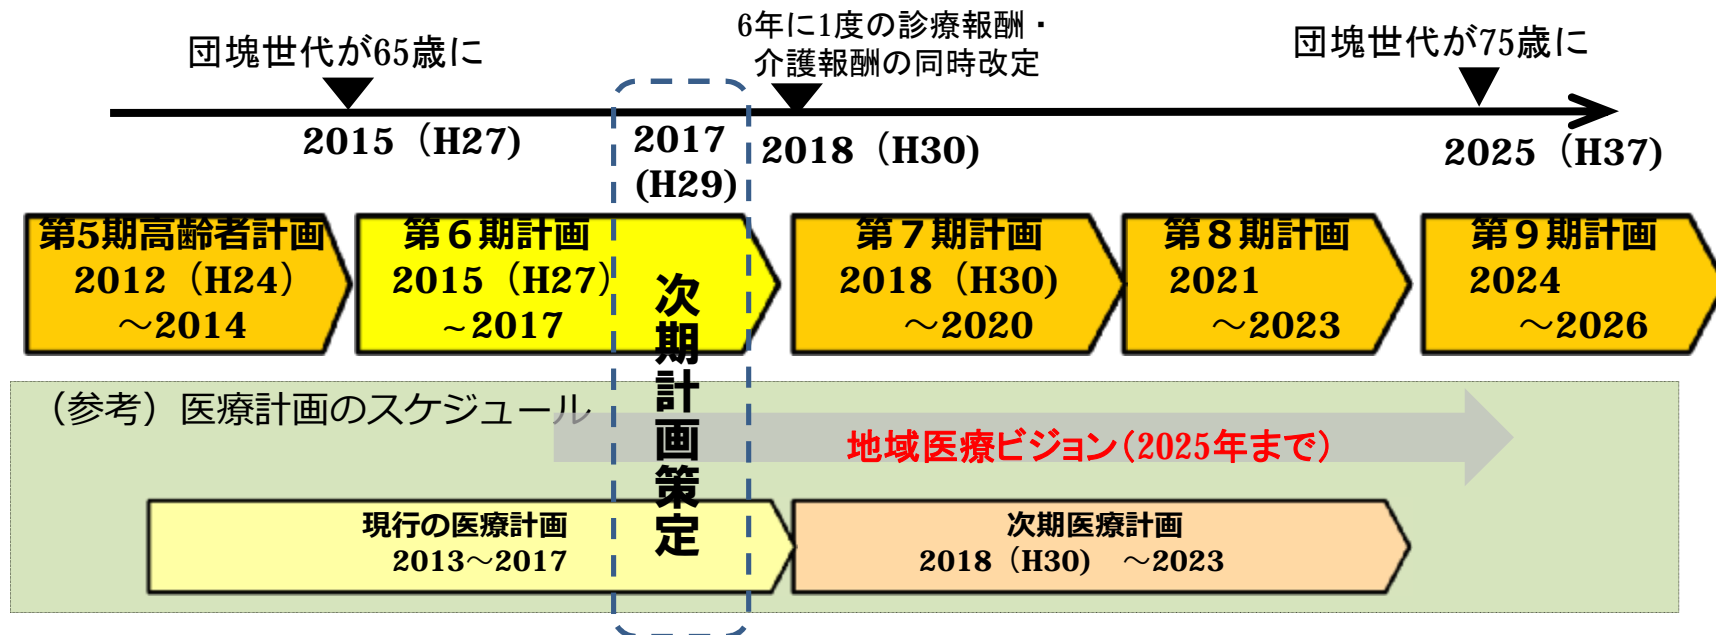 団塊世代が65歳に
6年に1度の診療報酬・
介護報酬の同時改定
団塊世代が75歳に
2015（H27)
2017
(H29)
2018（H30)
2025（H37)
第5期高齢者計画
2012（H24）
～2014
第６期計画
2015（H27）
~2017
第７期計画
2018（H30)
～2020
第８期計画
2021
～2023
第９期計画
2024
～2026
次期計画策定
（参考）医療計画のスケジュール
地域医療ビジョン（2025年まで）
現行の医療計画
2013～2017
次期医療計画
2018（H30)　～2023